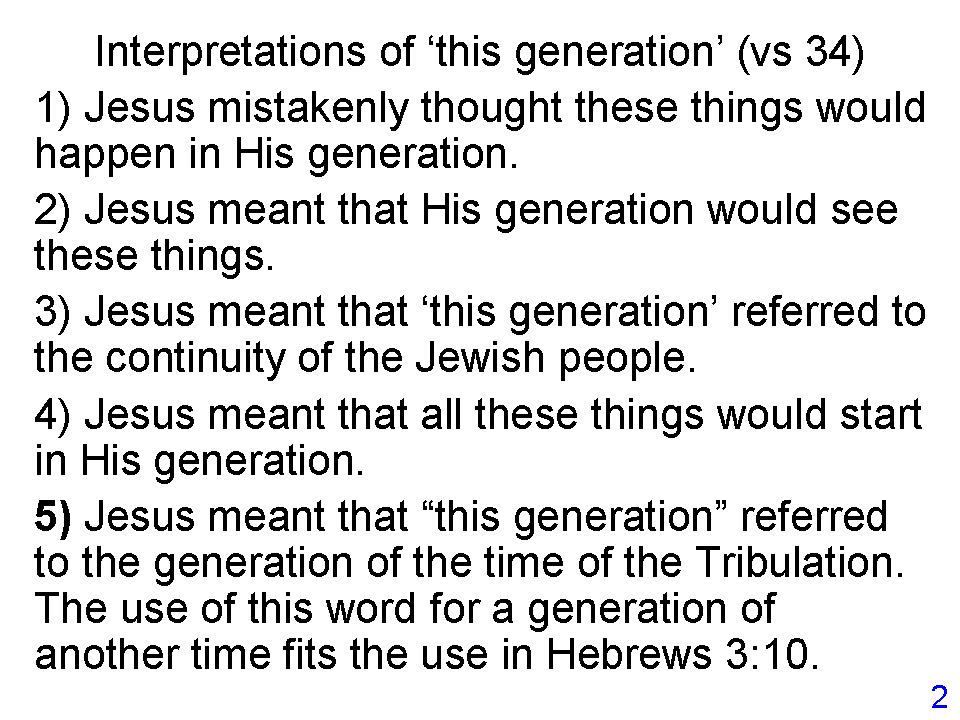 Interpretations of ‘this generation’ (vs 34)
1) Jesus mistakenly thought these things would
happen in His generation.
2) Jesus meant that His generation would see
these things.
3) Jesus meant that ‘this generation’ referred to
the continuity of the Jewish people.
4) Jesus meant that all these things would start
in His generation.
5) Jesus meant that “this generation” referred
to the generation of the time of the Tribulation.
The use of this word for a generation of
another time fits the use in Hebrews 3:10.
2